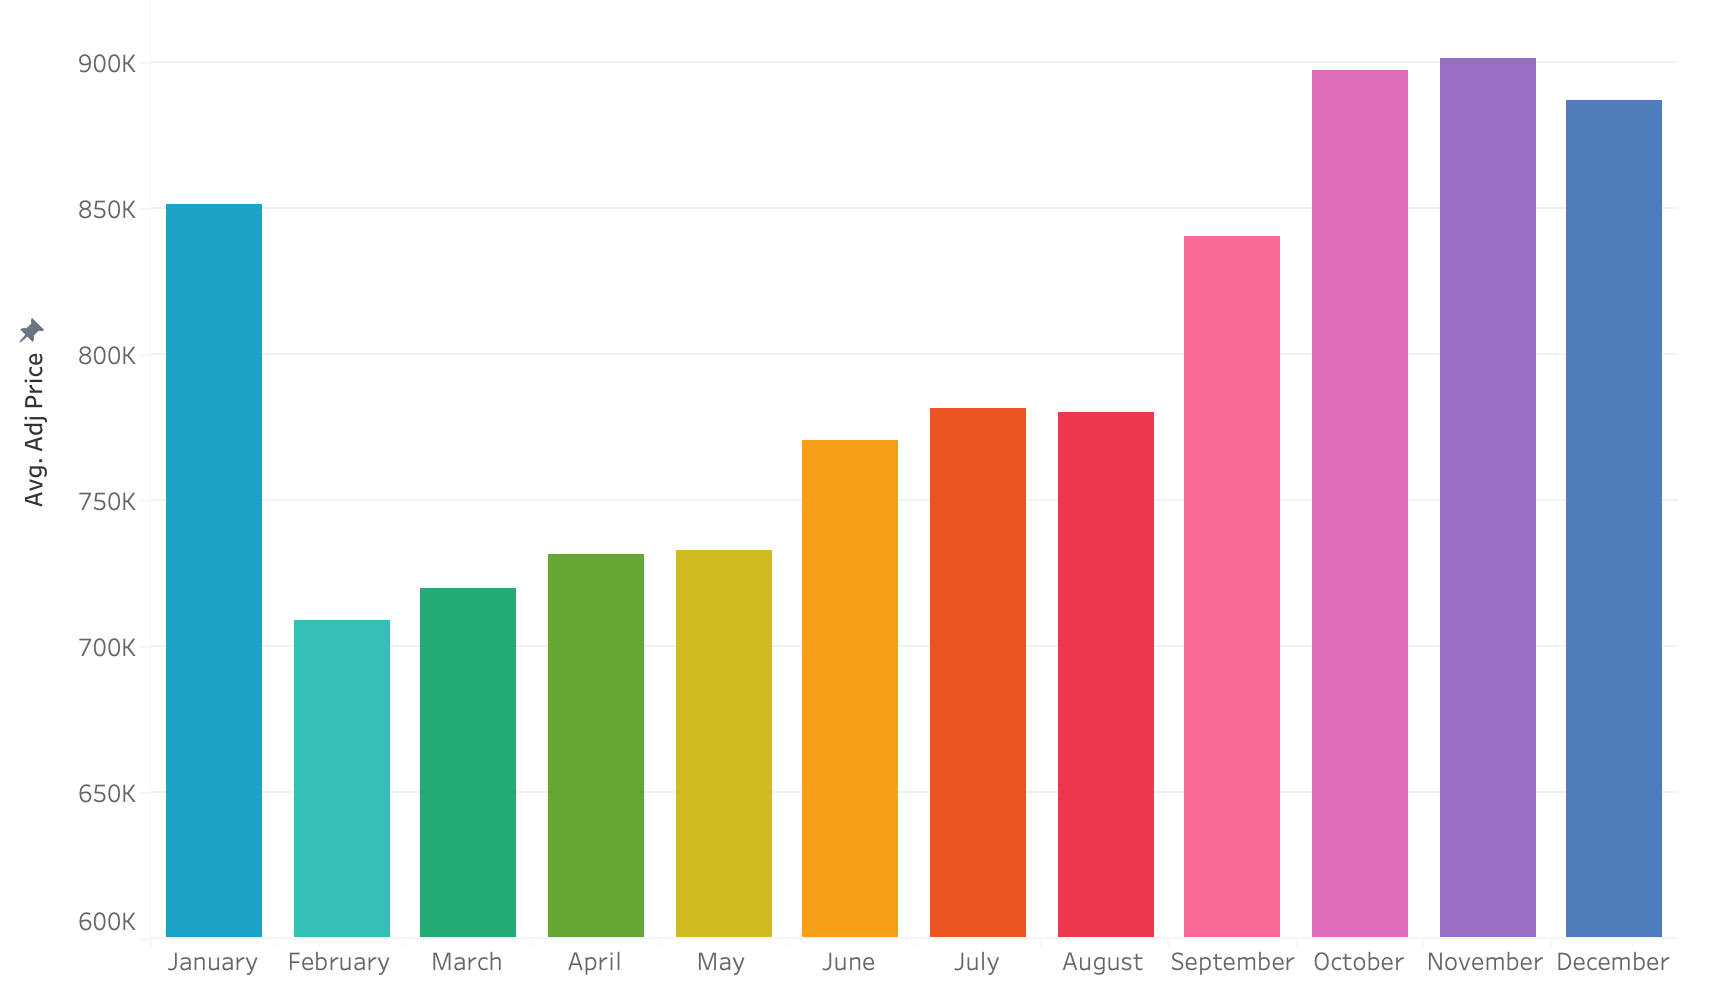 900K
850K
800K
750K
700K
650K
600K
Avg. Adj Price
January February March April May June July August September October November December